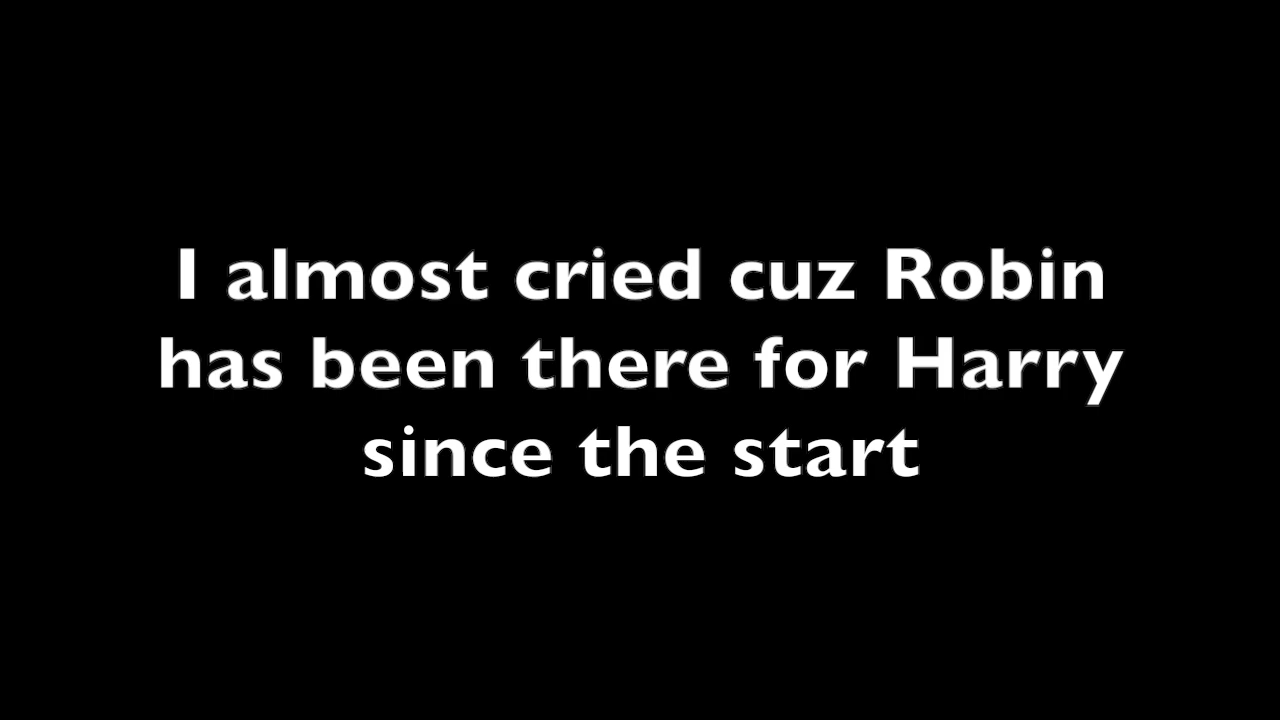 I almost cried cuz Robin
has been there for Harry
since the start